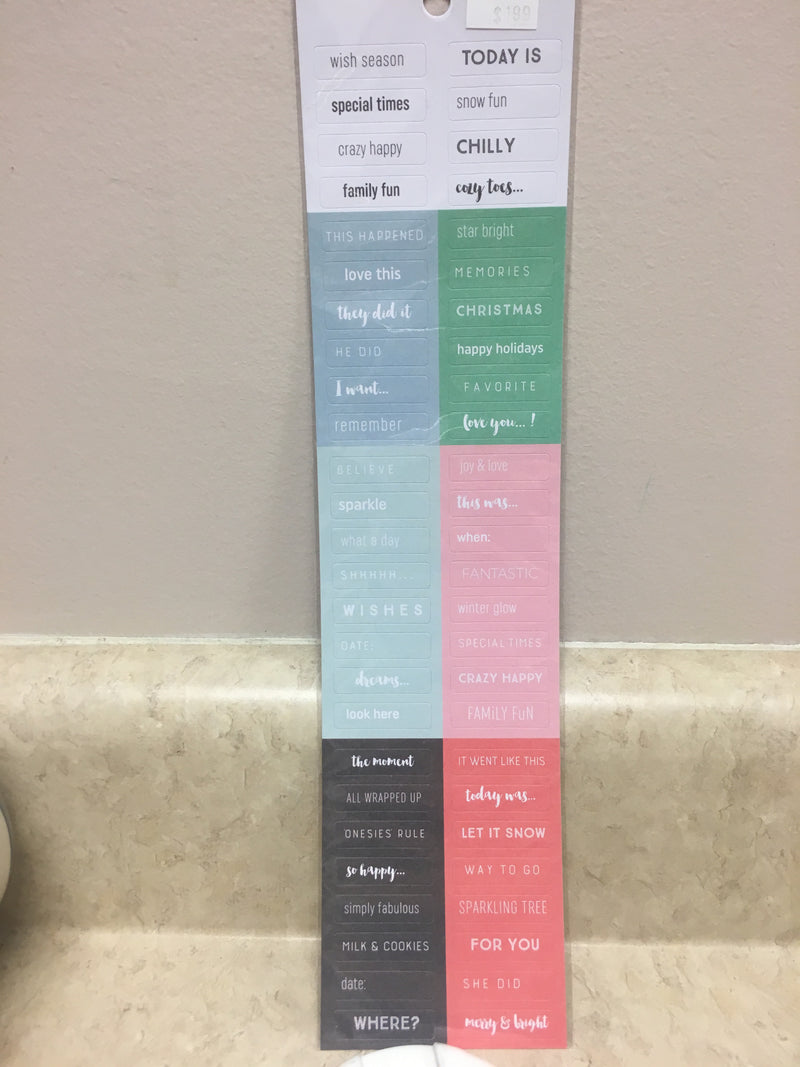 $199
wish season
special times
crazy happy
family fun
TODAY IS
snow fun
CHILLY
cozy toes...
THIS HAPPENED
love this
they did it
HE DID
I want...
remember
star bright
MEMORIES
CHRISTMAS
happy holidays
FAVORITE
love you... !
BELIEVE
sparkle
what a day
SHHHHH...
WISHES
DATE:
dreams...
look here
joy & love
this was...
when:
FANTASTIC
winter glow
SPECIAL TIMES
CRAZY HAPPY
FAMiLY FuN
the moment
ALL WRAPPED UP
ONESIES RULE
so happy...
simply fabulous
MILK & COOKIES
date:
WHERE?
IT WENT LIKE THIS
today was...
LET IT SNOW
WAY TO GO
SPARKLING TREE
FOR YOU
SHE DID
merry & bright